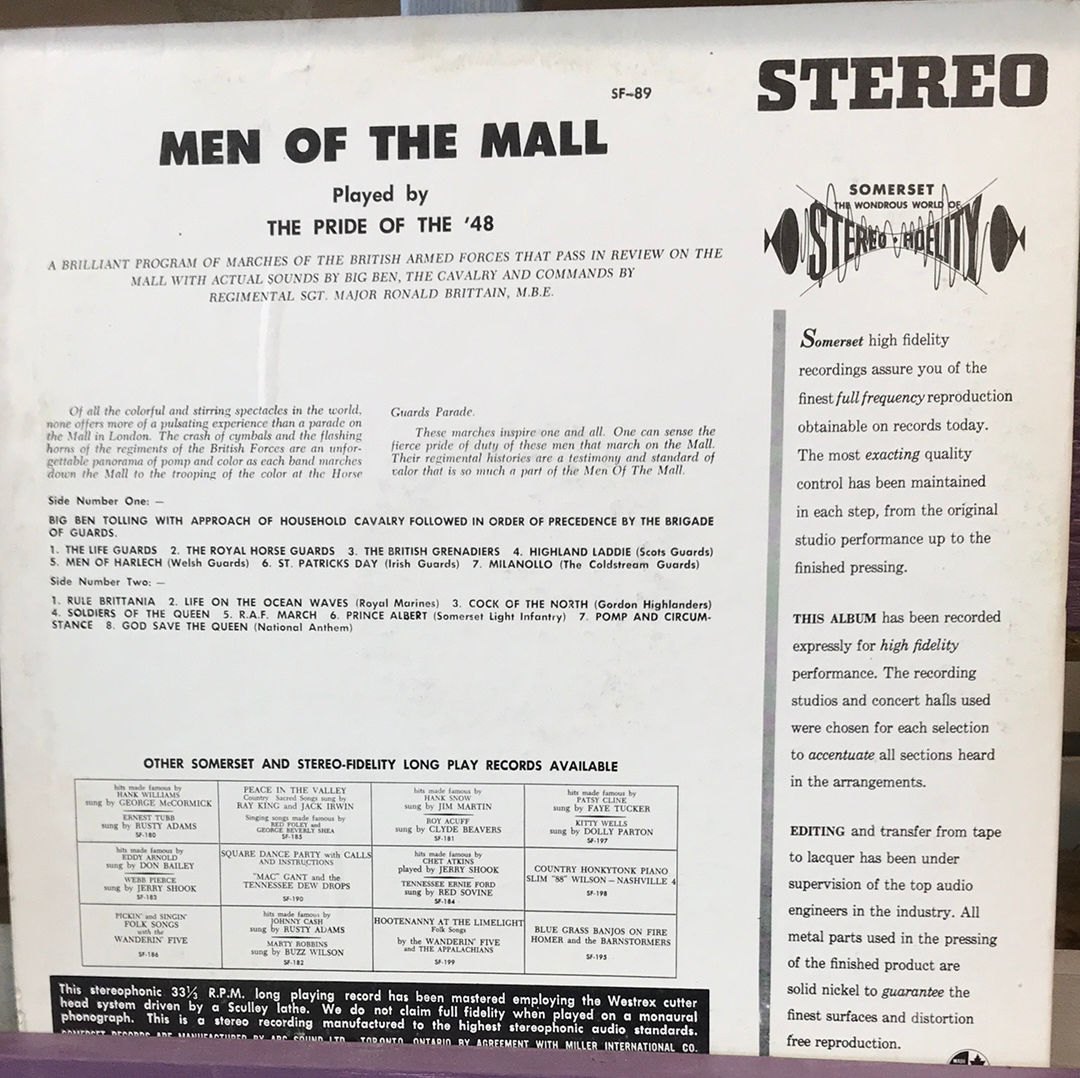 SF-89
STEREO
MEN OF THE MALL
Played by
THE PRIDE OF THE '48
A BRILLIANT PROGRAM OF MARCHES OF THE BRITISH ARMED FORCES THAT PASS IN REVIEW ON THE
MALL WITH ACTUAL SOUNDS BY BIG BEN, THE CAVALRY AND COMMANDS BY
REGIMENTAL SGT. MAJOR RONALD BRITTAIN, M.B.E.
Of all the colorful and stirring spectacles in the world,
none offers more of a pulsating experience than a parade on
the Mall in London. The crash of cymbals and the flashing
horns of the regiments of the British Forces are an unfor-
gettable panorama of pomp and color as each band marches
down the Mall to the trooping of the color at the Horse
Guards Parade.
These marches inspire one and all. One can sense the
fierce pride of duty of these men that march on the Mall.
Their regimental histories are a testimony and standard of
valor that is so much a part of the Men Of The Mall.
Side Number One: —
BIG BEN TOLLING WITH APPROACH OF HOUSEHOLD CAVALRY FOLLOWED IN ORDER OF PRECEDENCE BY THE BRIGADE
OF GUARDS.
1. THE LIFE GUARDS 2. THE ROYAL HORSE GUARDS 3. THE BRITISH GRENADIERS 4. HIGHLAND LADDIE (Scots Guards)
5. MEN OF HARLECH (Welsh Guards) 6. ST. PATRICKS DAY (Irish Guards) 7. MILANOLLO (The Coldstream Guards)
Side Number Two: —
1. RULE BRITTANIA 2. LIFE ON THE OCEAN WAVES (Royal Marines) 3. COCK OF THE NORTH (Gordon Highlanders)
4. SOLDIERS OF THE QUEEN 5. R.A.F. MARCH 6. PRINCE ALBERT (Somerset Light Infantry) 7. POMP AND CIRCUM-
STANCE 8. GOD SAVE THE QUEEN (National Anthem)
OTHER SOMERSET AND STEREO-FIDELITY LONG PLAY RECORDS AVAILABLE
hits made famous by
HANK WILLIAMS
sung by GEORGE McCORMICK
ERNEST TUBB
sung by RUSTY ADAMS
SF-180
PEACE IN THE VALLEY
Country Sacred Songs sung by
RAY KING and JACK IRWIN
Singing songs made famous by
RED FOLEY and
GEORGE BEVERLY SHEA
SF-185
hits made famous by
HANK SNOW
sung by JIM MARTIN
ROY ACUFF
sung by CLYDE BEAVERS
SF-181
hits made famous by
PATSY CLINE
sung by FAYE TUCKER
KITTY WELLS
sung by DOLLY PARTON
SF-197
hits made famous by
EDDY ARNOLD
sung by DON BAILEY
WEBB PIERCE
sung by JERRY SHOOK
SF-183
SQUARE DANCE PARTY with CALLS
AND INSTRUCTIONS
"MAC" GANT and the
TENNESSEE DEW DROPS
SF-190
hits made famous by
CHET ATKINS
played by JERRY SHOOK
TENNESSEE ERNIE FORD
sung by RED SOVINE
SF-184
COUNTRY HONKYTONK PIANO
SLIM "88" WILSON — NASHVILLE 4
SF-198
PICKIN' and SINGIN'
FOLK SONGS
with the
WANDERIN' FIVE
SF-186
hits made famous by
JOHNNY CASH
sung by RUSTY ADAMS
MARTY ROBBINS
sung by BUZZ WILSON
SF-182
HOOTENANNY AT THE LIMELIGHT
Folk Songs
by the WANDERIN' FIVE
and THE APPALACHIANS
SF-199
BLUE GRASS BANJOS ON FIRE
HOMER and the BARNSTORMERS
SF-195
This stereophonic 33⅓ R.P.M. long playing record has been mastered employing the Westrex cutter
head system driven by a Sculley lathe. We do not claim full fidelity when played on a monaural
phonograph. This is a stereo recording manufactured to the highest stereophonic audio standards.
SOMERSET RECORDS ARE MANUFACTURED BY ARC SOUND LTD., TORONTO, ONTARIO BY AGREEMENT WITH MILLER INTERNATIONAL CO.
SOMERSET
THE WONDROUS WORLD OF
STEREO-FIDELITY
Somerset high fidelity
recordings assure you of the
finest full frequency reproduction
obtainable on records today.
The most exacting quality
control has been maintained
in each step, from the original
studio performance up to the
finished pressing.
THIS ALBUM has been recorded
expressly for high fidelity
performance. The recording
studios and concert halls used
were chosen for each selection
to accentuate all sections heard
in the arrangements.
EDITING and transfer from tape
to lacquer has been under
supervision of the top audio
engineers in the industry. All
metal parts used in the pressing
of the finished product are
solid nickel to guarantee the
finest surfaces and distortion
free reproduction.